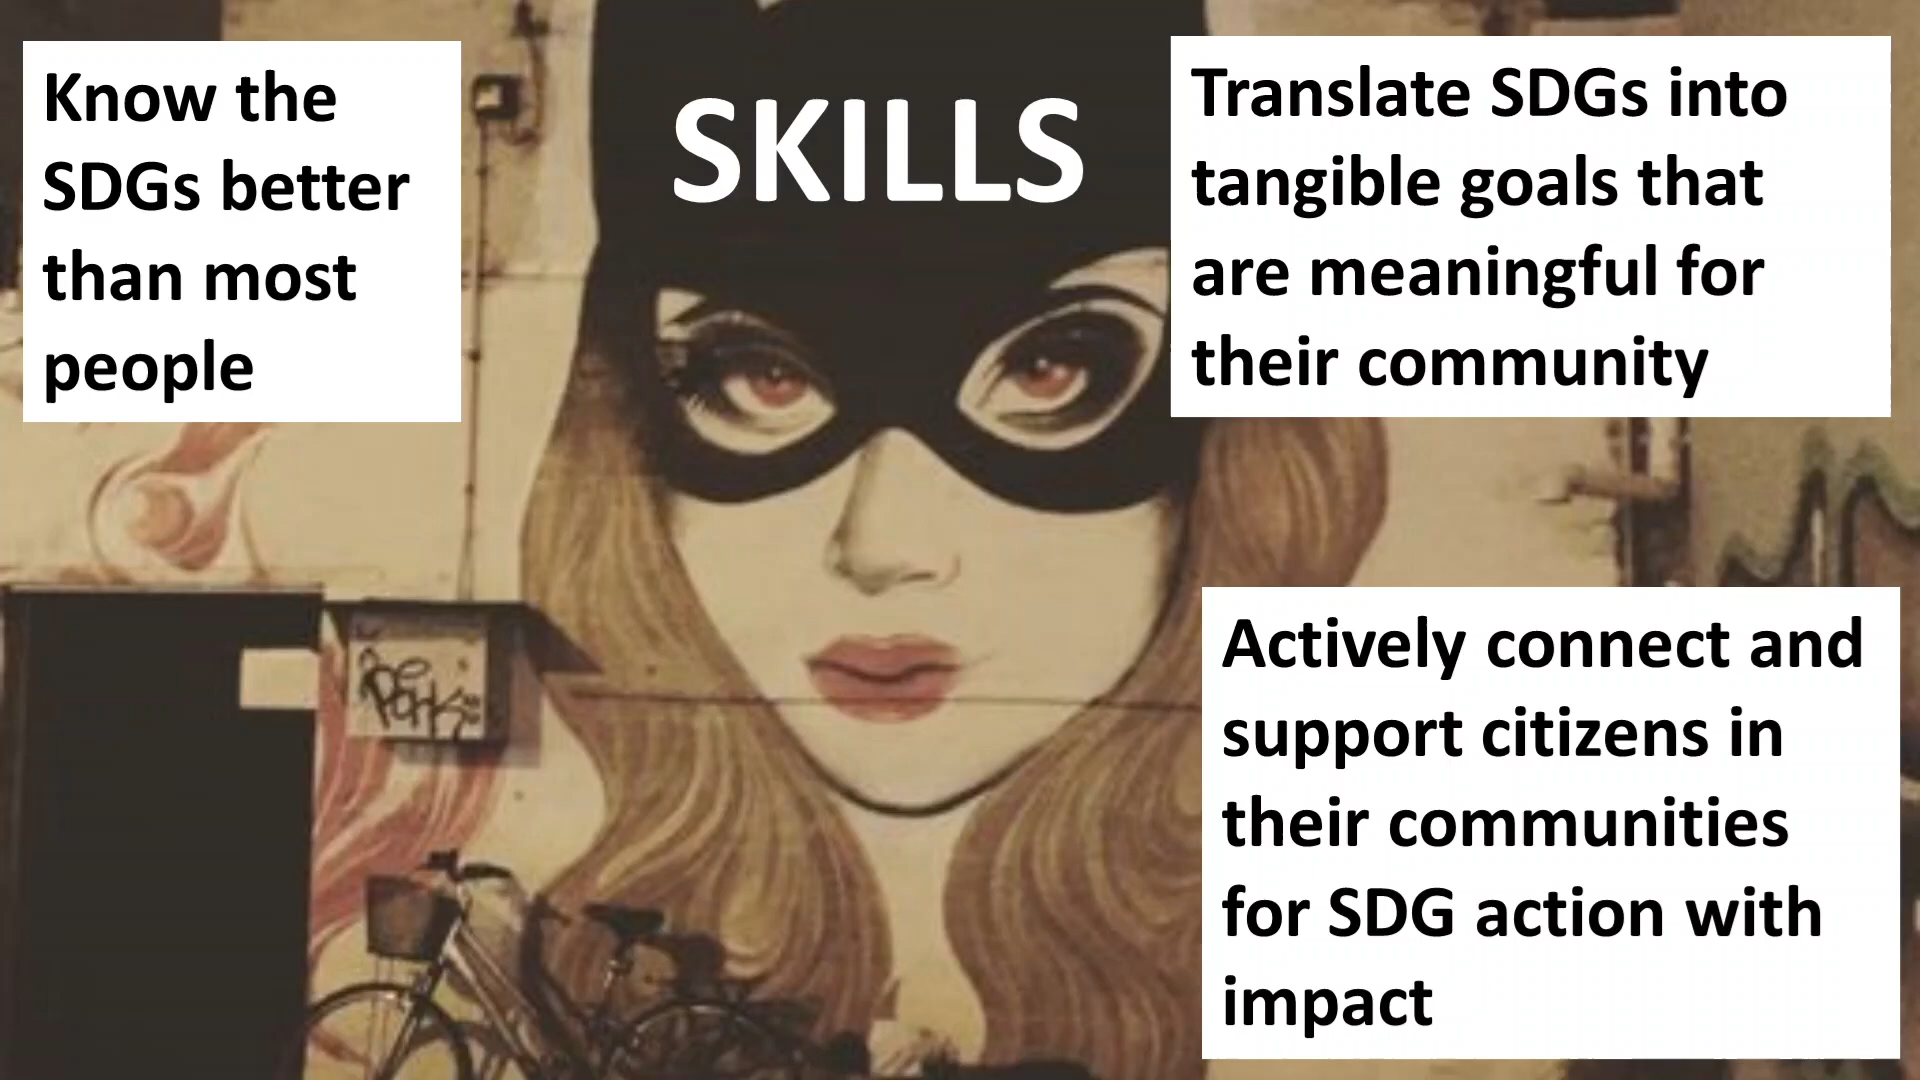 Know the
SDGs better
than most
people
SKILLS
Translate SDGs into
tangible goals that
are meaningful for
their community
Actively connect and
support citizens in
their communities
for SDG action with
impact